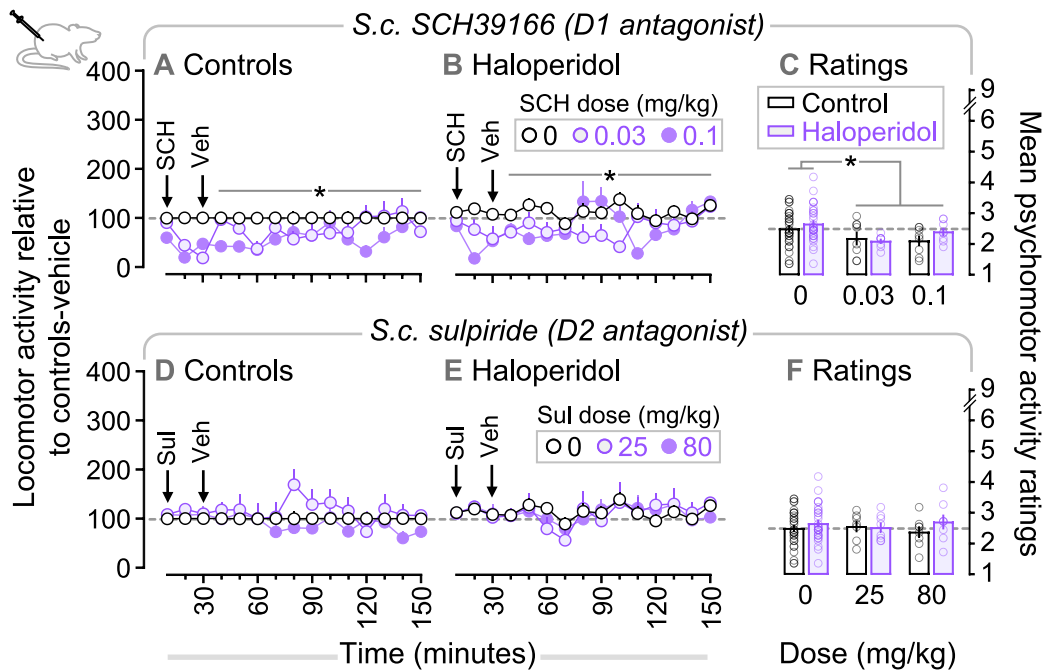 S.c. SCH39166 (D1 antagonist)
A Controls
B Haloperidol
C Ratings
SCH dose (mg/kg)
0 0.03 0.1
Control
Haloperidol
SCH
Veh
SCH
Veh
*
*
*
400
300
200
100
0
9
6
5
4
3
2
1
0 0.03 0.1
S.c. sulpiride (D2 antagonist)
D Controls
E Haloperidol
F Ratings
Sul dose (mg/kg)
0 25 80
Sul
Veh
Sul
Veh
400
300
200
100
0
9
6
5
4
3
2
1
30 60 90 120 150
30 60 90 120 150
0 25 80
Time (minutes)
Dose (mg/kg)
Locomotor activity relative
to controls-vehicle
Mean psychomotor activity ratings